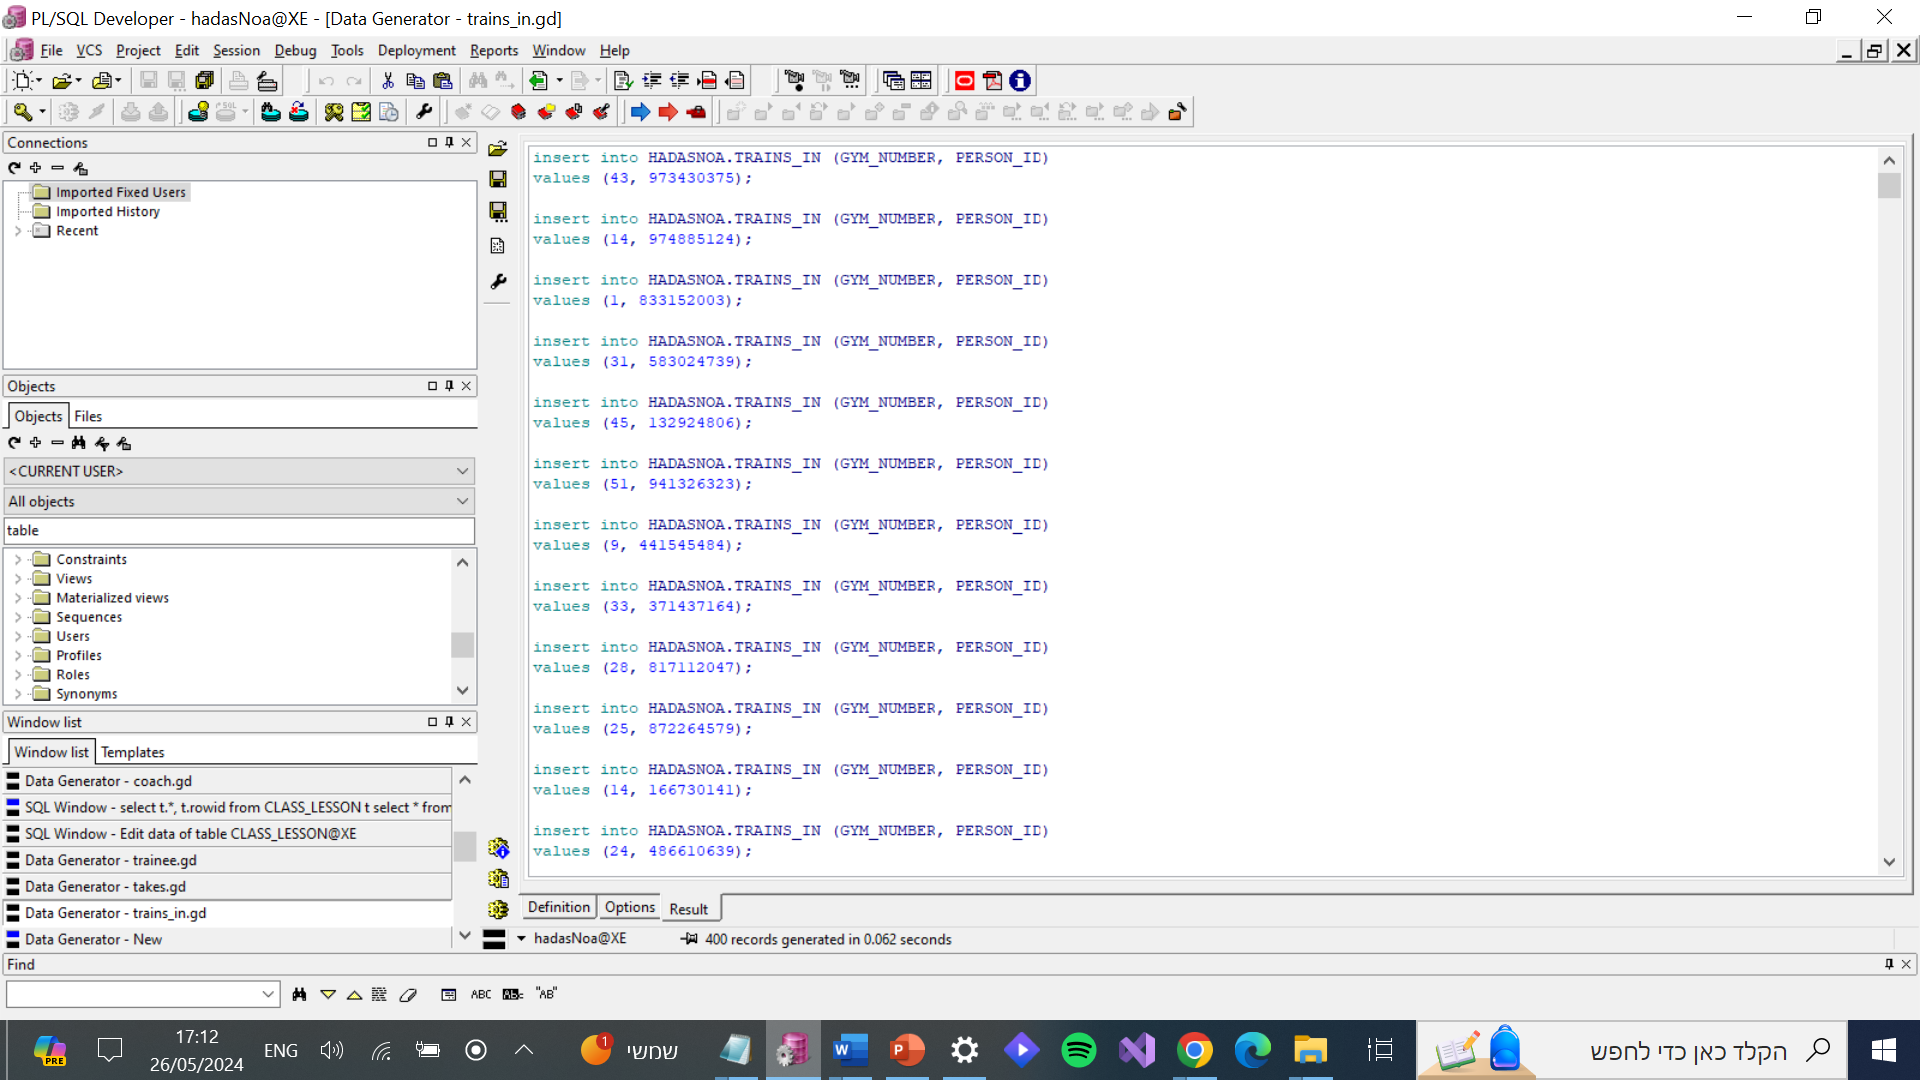 PL/SQL Developer - hadasNoa@XE - [Data Generator - trains_in.gd]
File VCS Project Edit Session Debug Tools Deployment Reports Window Help
Connections
Imported Fixed Users
Imported History
Recent
Objects
Objects Files
<CURRENT USER>
All objects
table
Constraints
Views
Materialized views
Sequences
Users
Profiles
Roles
Synonyms
Window list
Window list Templates
Data Generator - coach.gd
SQL Window - select t.*, t.rowid from CLASS_LESSON t select * from
SQL Window - Edit data of table CLASS_LESSON@XE
Data Generator - trainee.gd
Data Generator - takes.gd
Data Generator - trains_in.gd
Data Generator - New
insert into HADASNOA.TRAINS_IN (GYM_NUMBER, PERSON_ID)
values (43, 973430375);
insert into HADASNOA.TRAINS_IN (GYM_NUMBER, PERSON_ID)
values (14, 974885124);
insert into HADASNOA.TRAINS_IN (GYM_NUMBER, PERSON_ID)
values (1, 833152003);
insert into HADASNOA.TRAINS_IN (GYM_NUMBER, PERSON_ID)
values (31, 583024739);
insert into HADASNOA.TRAINS_IN (GYM_NUMBER, PERSON_ID)
values (45, 132924806);
insert into HADASNOA.TRAINS_IN (GYM_NUMBER, PERSON_ID)
values (51, 941326323);
insert into HADASNOA.TRAINS_IN (GYM_NUMBER, PERSON_ID)
values (9, 441545484);
insert into HADASNOA.TRAINS_IN (GYM_NUMBER, PERSON_ID)
values (33, 371437164);
insert into HADASNOA.TRAINS_IN (GYM_NUMBER, PERSON_ID)
values (28, 817112047);
insert into HADASNOA.TRAINS_IN (GYM_NUMBER, PERSON_ID)
values (25, 872264579);
insert into HADASNOA.TRAINS_IN (GYM_NUMBER, PERSON_ID)
values (14, 166730141);
insert into HADASNOA.TRAINS_IN (GYM_NUMBER, PERSON_ID)
values (24, 486610639);
Definition Options Result
hadasNoa@XE 400 records generated in 0.062 seconds
Find
ABC "AB"
17:12
26/05/2024
ENG
1
שמשי
הקלד כאן כדי לחפש
PRE